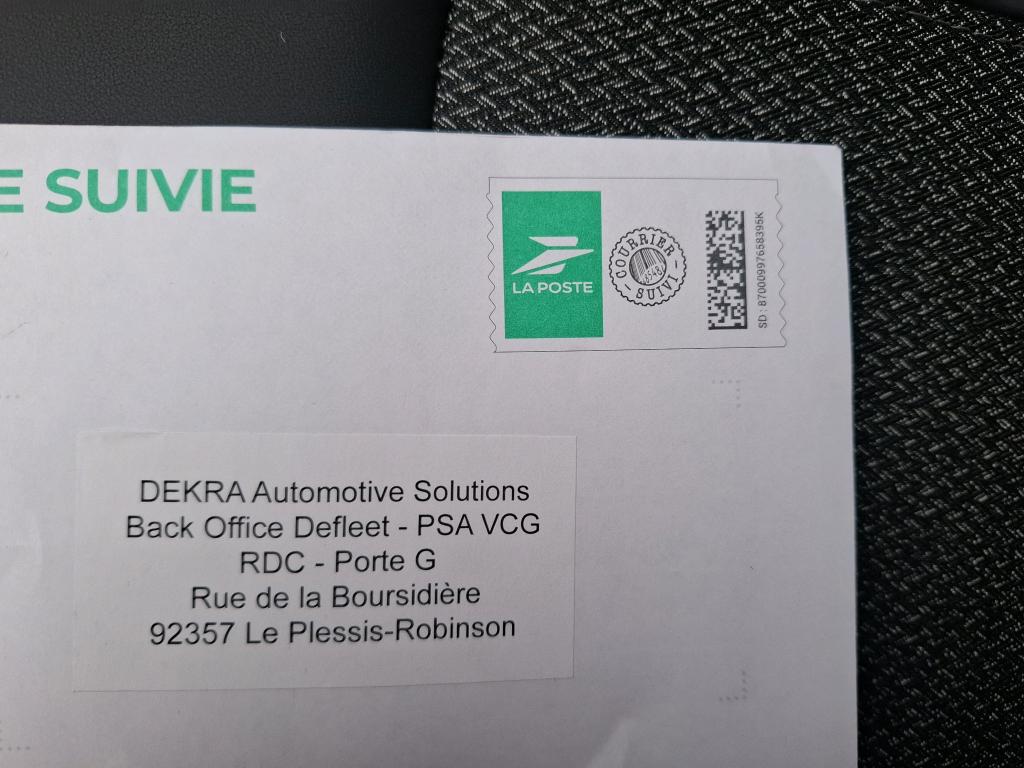 E SUIVIE
LA POSTE
COURRIER
SUIVI
SD : 87000997658395K
DEKRA Automotive Solutions
Back Office Defleet - PSA VCG
RDC - Porte G
Rue de la Boursidière
92357 Le Plessis-Robinson